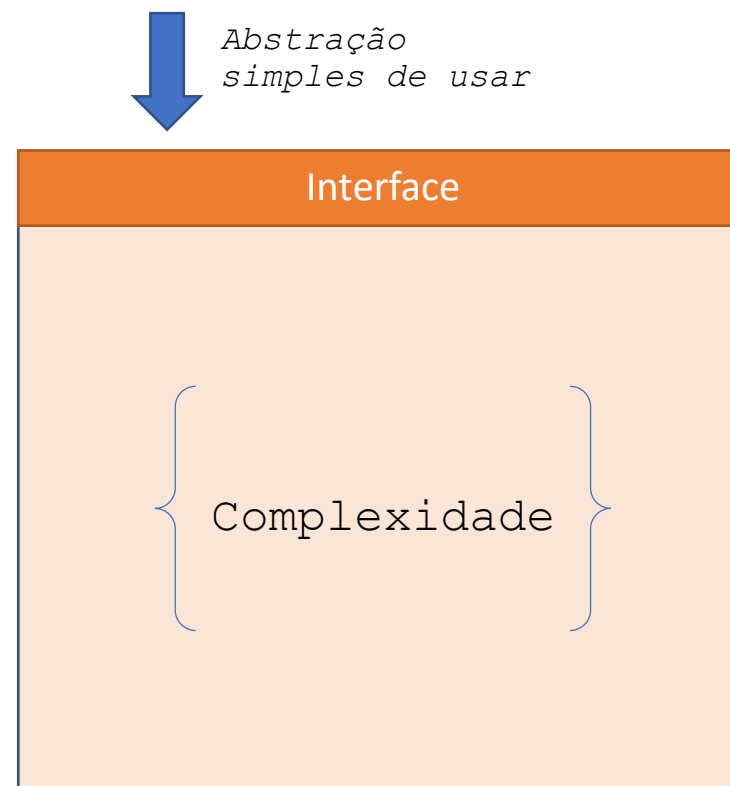 Abstração
simples de usar
Interface
Complexidade